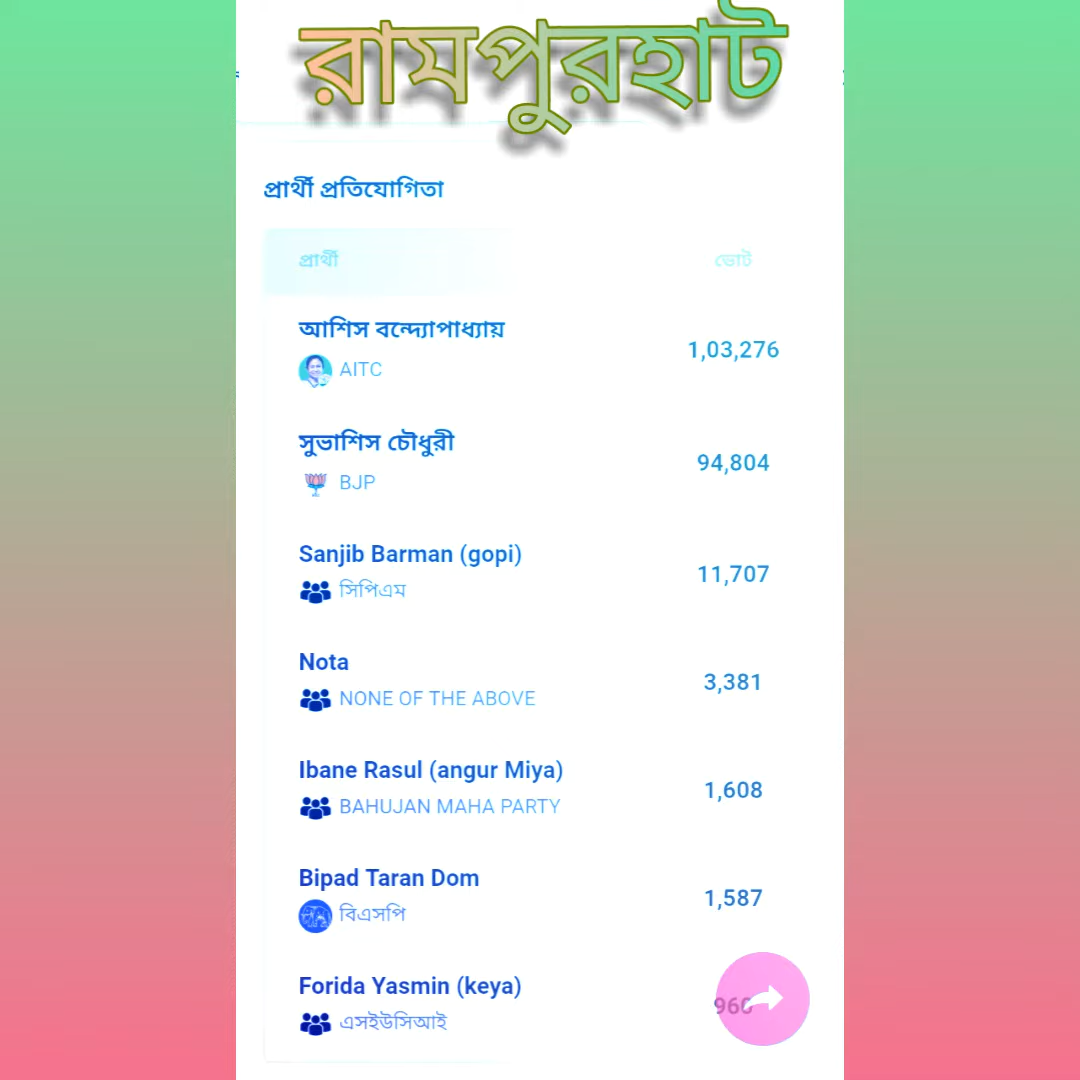 রামপুরহাট
প্রার্থী প্রতিযোগিতা
প্রার্থী ভোট
আশিস বন্দ্যোপাধ্যায়
AITC
1,03,276
সুভাশিস চৌধুরী
BJP
94,804
Sanjib Barman (gopi)
সিপিএম
11,707
Nota
NONE OF THE ABOVE
3,381
Ibane Rasul (angur Miya)
BAHUJAN MAHA PARTY
1,608
Bipad Taran Dom
বিএসপি
1,587
Forida Yasmin (keya)
এসইউসিআই